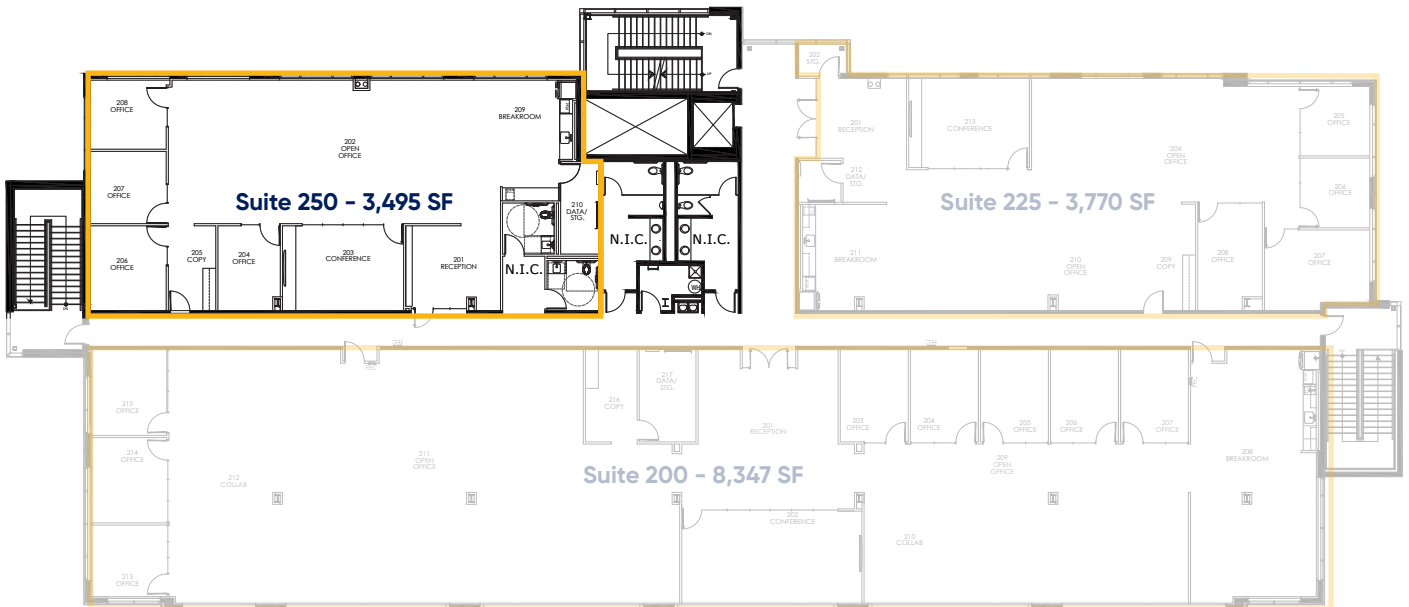 DN
UP
202
STG.
208
OFFICE
209
BREAKROOM
202
OPEN
OFFICE
201
RECEPTION
213
CONFERENCE
205
OFFICE
204
OPEN
OFFICE
212
DATA/
STG.
207
OFFICE
206
OFFICE
Suite 250 - 3,495 SF
Suite 225 - 3,770 SF
210
DATA/
STG.
N.I.C.
N.I.C.
206
OFFICE
205
COPY
204
OFFICE
203
CONFERENCE
201
RECEPTION
N.I.C.
WH
211
BREAKROOM
210
OPEN
OFFICE
209
COPY
208
OFFICE
207
OFFICE
FEC
FEC
215
OFFICE
216
COPY
217
DATA/
STG.
201
RECEPTION
203
OFFICE
204
OFFICE
205
OFFICE
206
OFFICE
207
OFFICE
214
OFFICE
211
OPEN
OFFICE
209
OPEN
OFFICE
208
BREAKROOM
212
COLLAB
Suite 200 - 8,347 SF
202
CONFERENCE
210
COLLAB
213
OFFICE